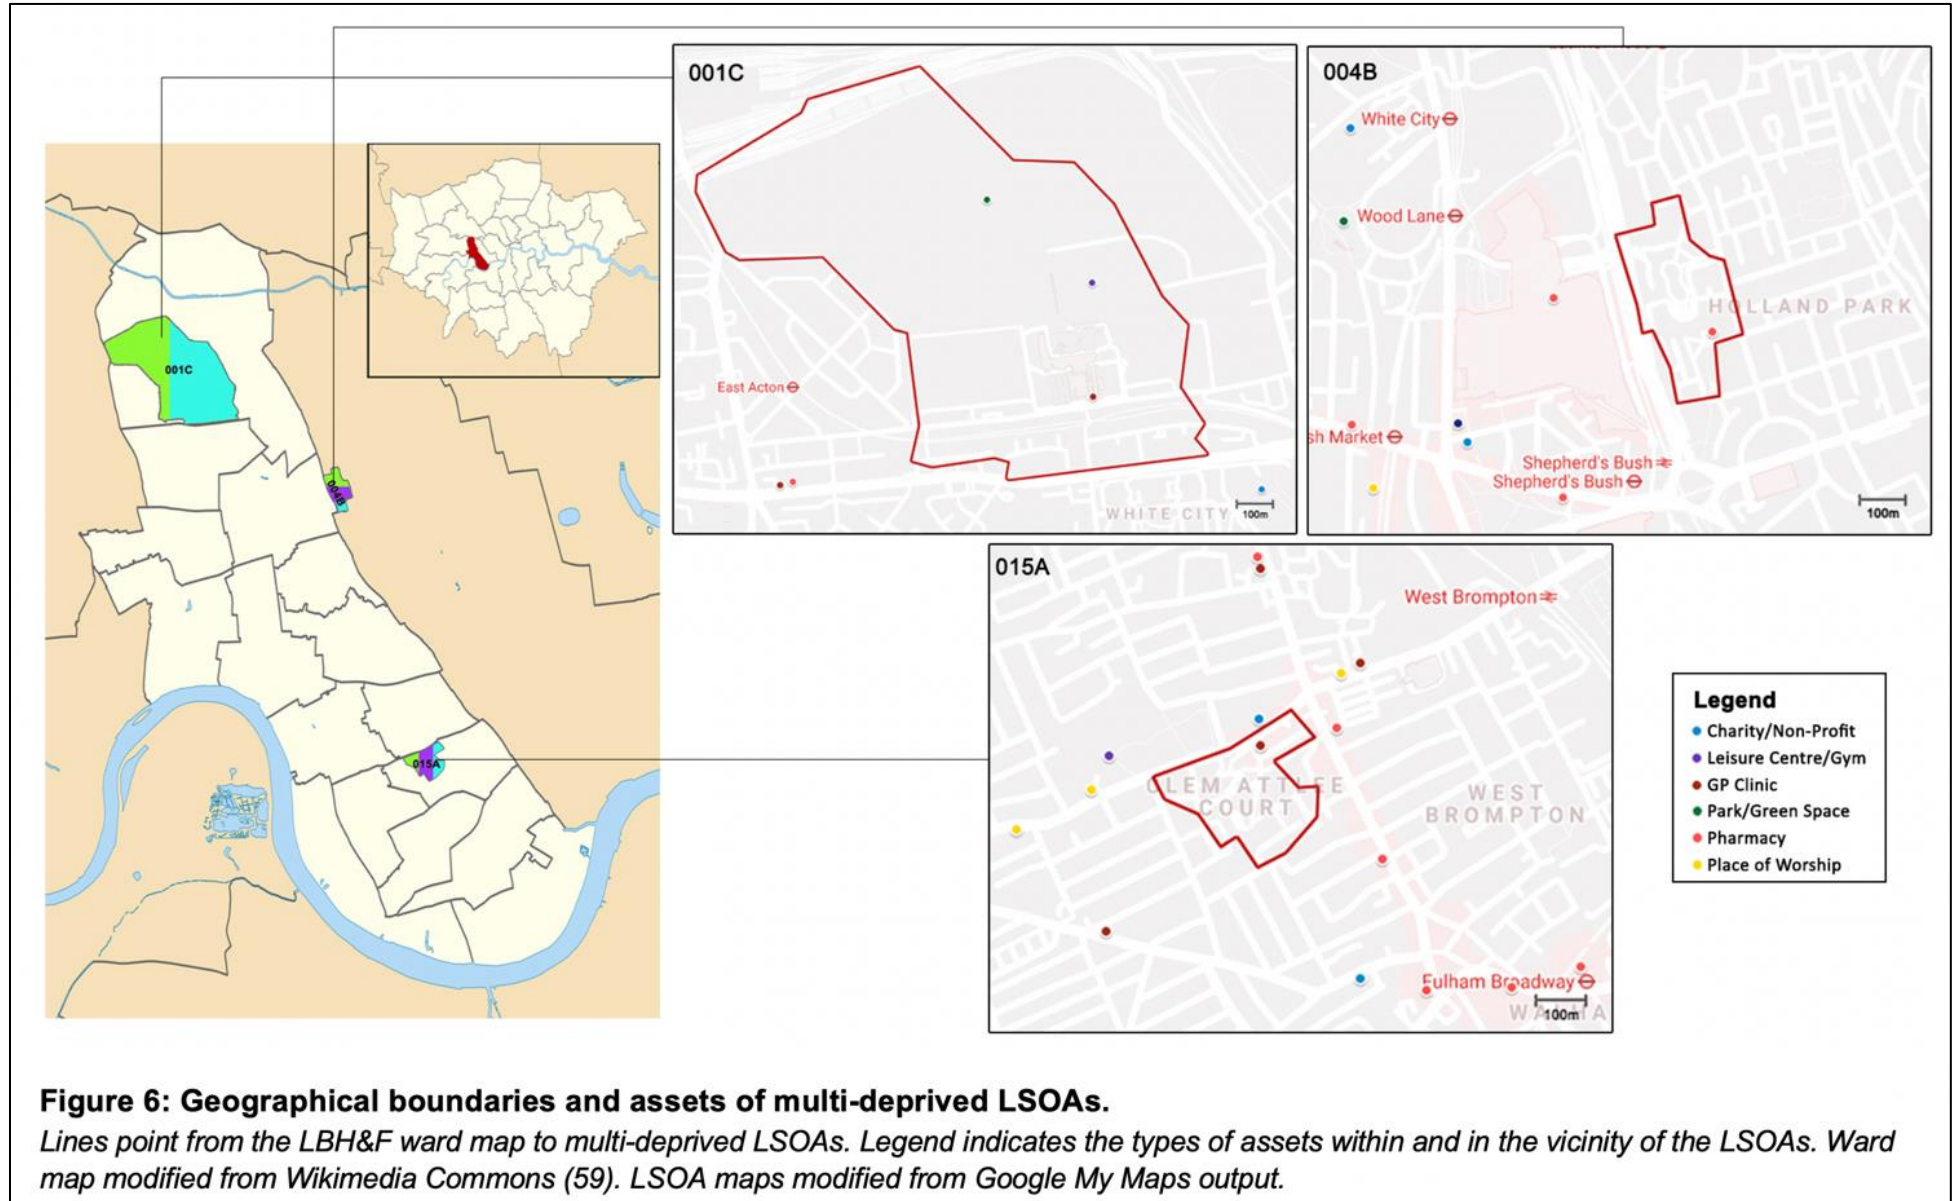 001C
004B
White City
Wood Lane
HOLLAND PARK
East Acton
sh Market
Shepherd's Bush
Shepherd's Bush
WHITE CITY
100m
100m
001C
004B
015A
015A
West Brompton
CLEM ATTLEE
COURT
WEST
BROMPTON
Fulham Broadway
WA HA
100m
Legend
Charity/Non-Profit
Leisure Centre/Gym
GP Clinic
Park/Green Space
Pharmacy
Place of Worship
Figure 6: Geographical boundaries and assets of multi-deprived LSOAs.
Lines point from the LBH&F ward map to multi-deprived LSOAs. Legend indicates the types of assets within and in the vicinity of the LSOAs. Ward
map modified from Wikimedia Commons (59). LSOA maps modified from Google My Maps output.